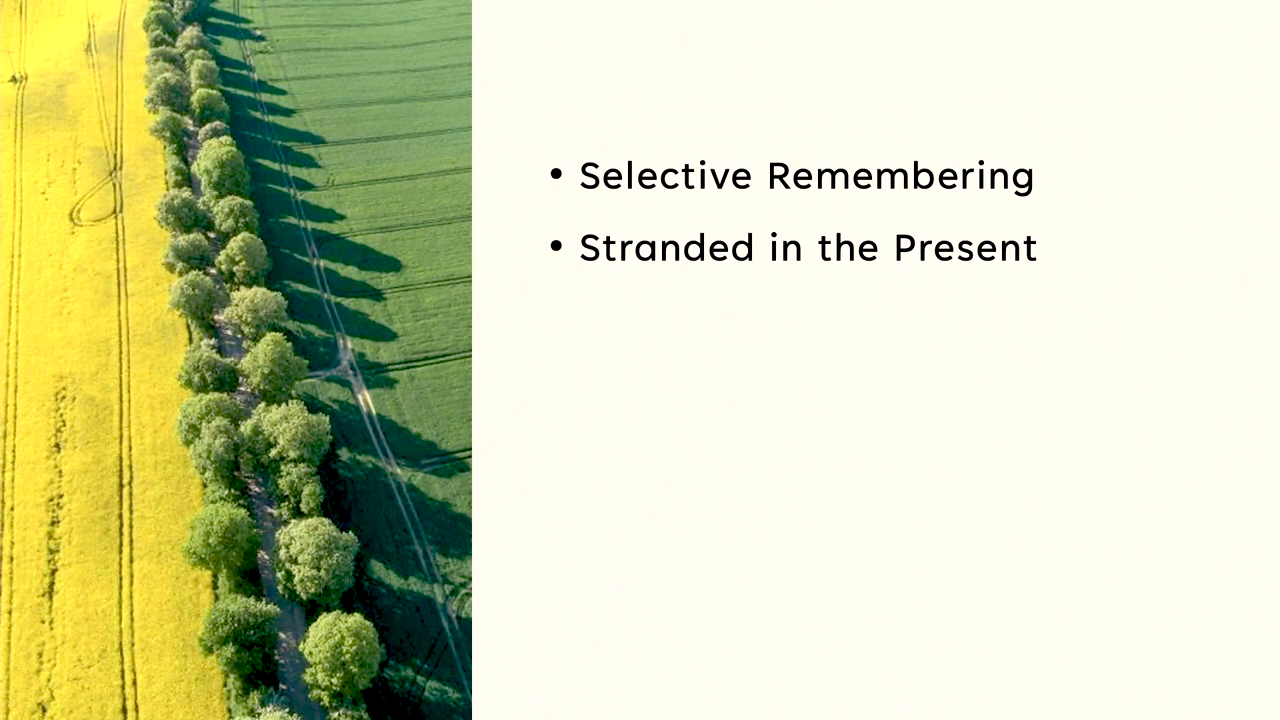 • Selective Remembering
• Stranded in the Present